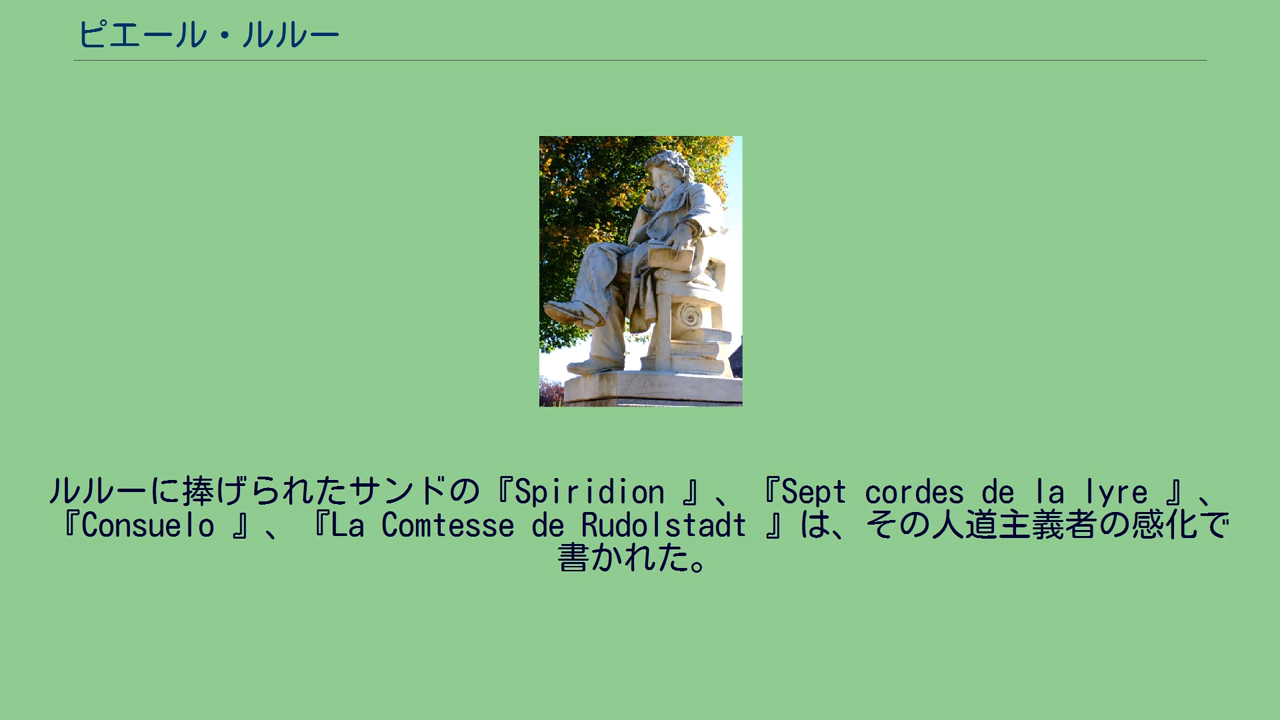 ピエール・ルルー
ルルーに捧げられたサンドの『Spiridion 』、『Sept cordes de la lyre 』、
『Consuelo 』、『La Comtesse de Rudolstadt 』は、その人道主義者の感化で
書かれた。